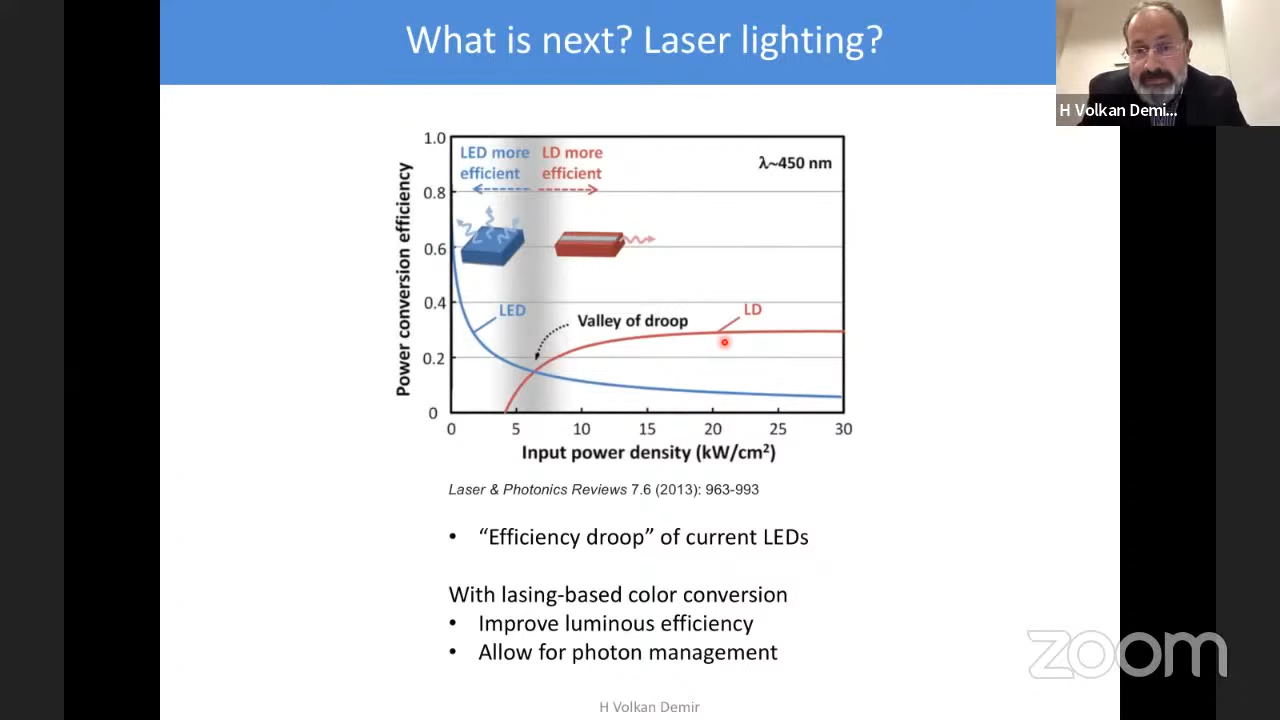 What is next? Laser lighting?
H Volkan Demi...
1.0
0.8
0.6
0.4
0.2
0
Power conversion efficiency
LED more
efficient
LD more
efficient
λ~450 nm
LED
Valley of droop
LD
0 5 10 15 20 25 30
Input power density (kW/cm²)
Laser & Photonics Reviews 7.6 (2013): 963-993
• “Efficiency droop” of current LEDs
With lasing-based color conversion
• Improve luminous efficiency
• Allow for photon management
zoom
H Volkan Demir